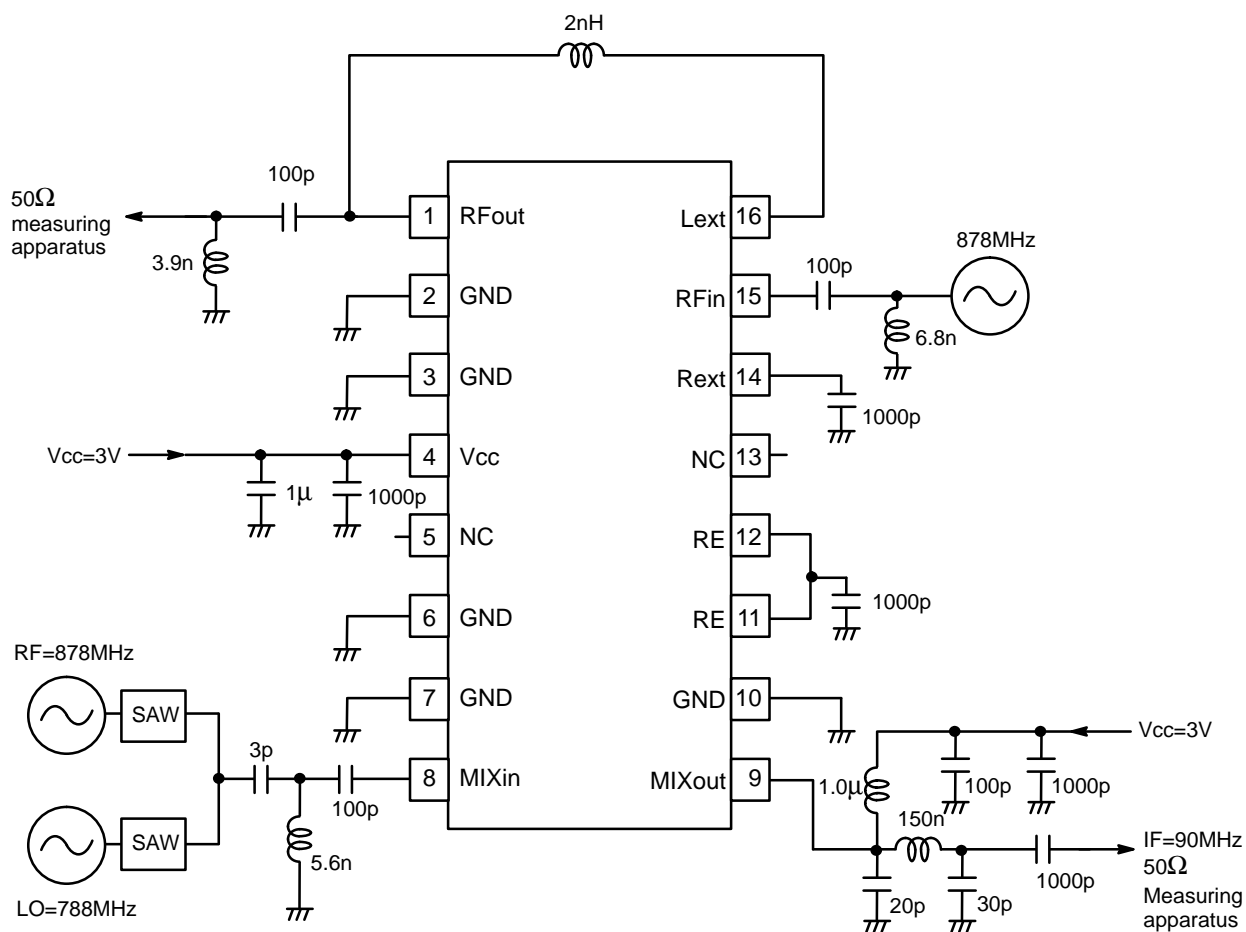 2nH
100p
50Ω
measuring
apparatus
3.9n
1 RFout
Lext 16
878MHz
100p
2 GND
RFin 15
6.8n
3 GND
Rext 14
1000p
Vcc=3V
4 Vcc
NC 13
1μ
1000p
5 NC
RE 12
1000p
6 GND
RE 11
RF=878MHz
SAW
7 GND
GND 10
Vcc=3V
3p
8 MIXin
MIXout 9
100p
1.0μ
100p
1000p
150n
SAW
5.6n
LO=788MHz
20p
30p
1000p
IF=90MHz
50Ω
Measuring
apparatus